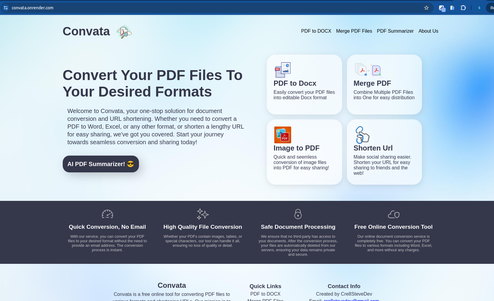 convata.onrender.com
Convata
PDF to DOCX Merge PDF Files PDF Summarizer About Us
Convert Your PDF Files To
Your Desired Formats
Welcome to Convata, your one-stop solution for document
conversion and URL shortening. Whether you need to convert a
PDF to Word, Excel, or any other format, or shorten a lengthy URL
for easy sharing, we've got you covered. Start your journey
towards seamless conversion and sharing today!
AI PDF Summarizer! 😎
PDF to Docx
Easily convert your PDF files
into editable Docx format
Merge PDF
Combine Multiple PDF Files
into One for easy distribution
Image to PDF
Quick and seemless
conversion of image files
into PDF for easy sharing!
Shorten Url
Make social sharing easier.
Shorten your URL for easy
sharing to friends and the
web!
Quick Conversion, No Email
With our service, you can convert your PDF
files to your desired format without the need to
provide an email address. The conversion
process is instant.
High Quality File Conversion
Whether your PDFs contain images, tables, or
special characters, our tool can handle it all,
ensuring no loss of quality or detail.
Safe Document Processing
We ensure that no third-party has access to
your documents. After the conversion process,
your files are automatically deleted from our
servers, ensuring your data remains private
and secure.
Free Online Conversion Tool
Our online document conversion service is
completely free. You can convert your PDF
files to various formats including Word, Excel,
and more without any charges.
Convata
Convata is a free online tool for converting PDF files to
Quick Links
PDF to DOCX
Contact Info
Created by Cre8SteveDev